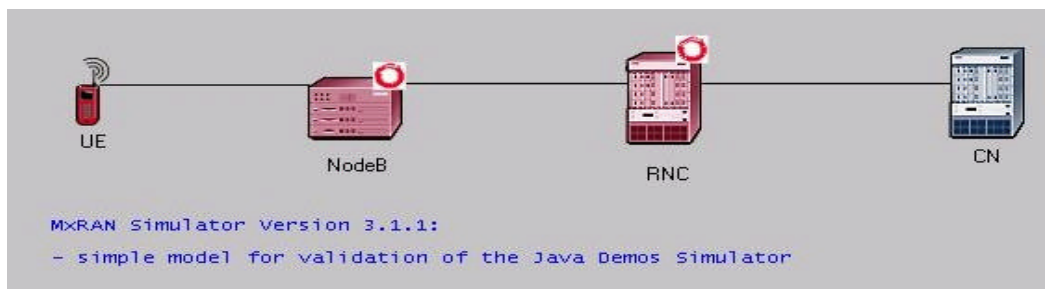 UE
NodeB
RNC
CN
MxRAN Simulator Version 3.1.1:
- simple model for validation of the Java Demos Simulator